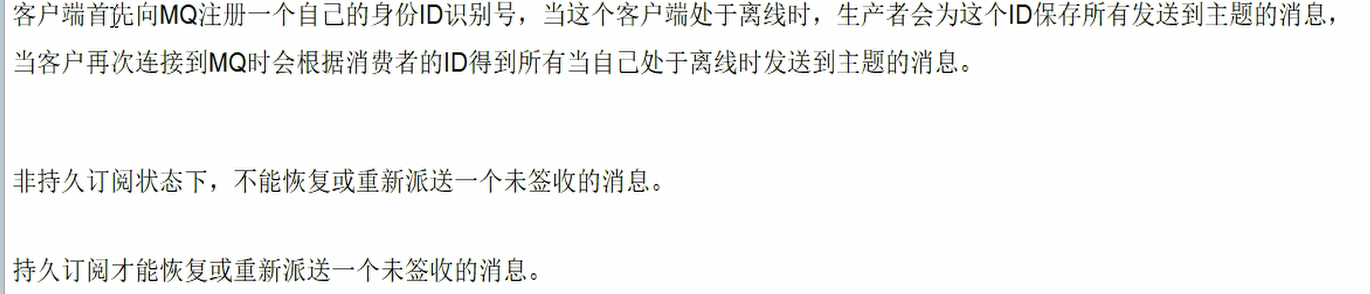 客户端首先向MQ注册一个自己的身份ID识别号，当这个客户端处于离线时，生产者会为这个ID保存所有发送到主题的消息，
当客户再次连接到MQ时会根据消费者的ID得到所有当自己处于离线时发送到主题的消息。
非持久订阅状态下，不能恢复或重新派送一个未签收的消息。
持久订阅才能恢复或重新派送一个未签收的消息。